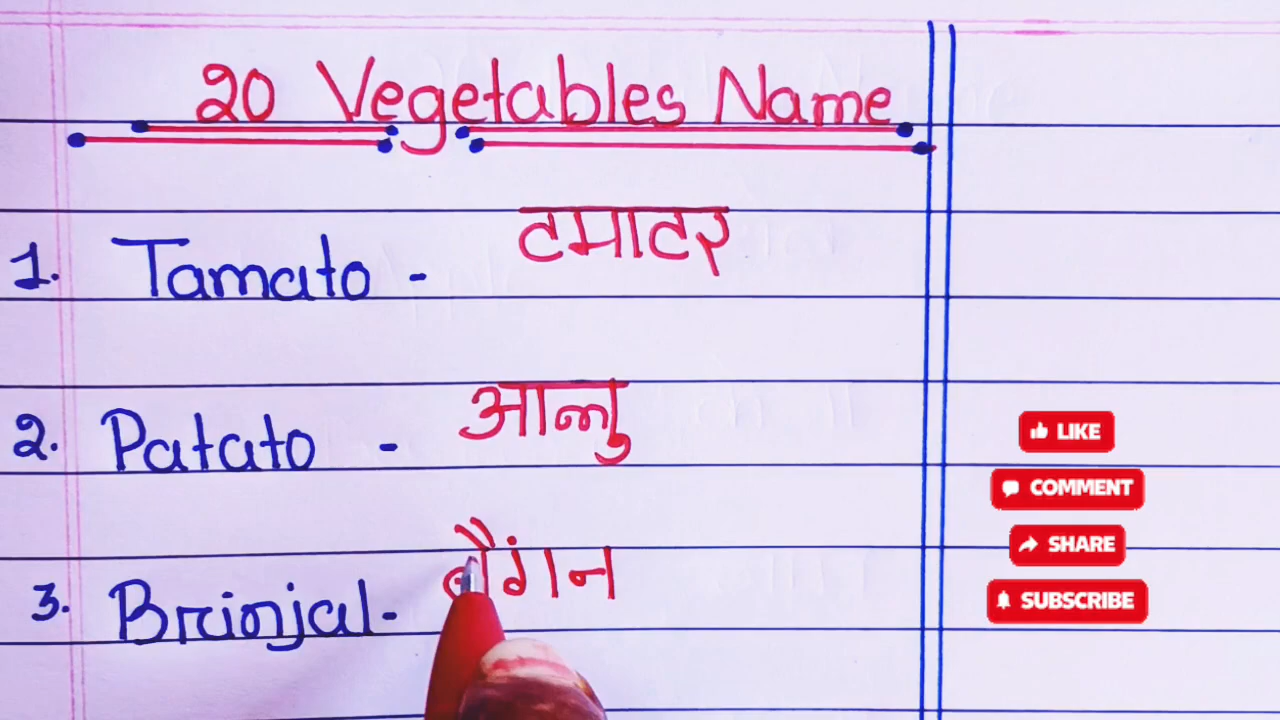 20 Vegetables Name
1. Tamato - टमाटर
2. Patato - आलु
3. Brinjal- बैंगन
LIKE
COMMENT
SHARE
SUBSCRIBE